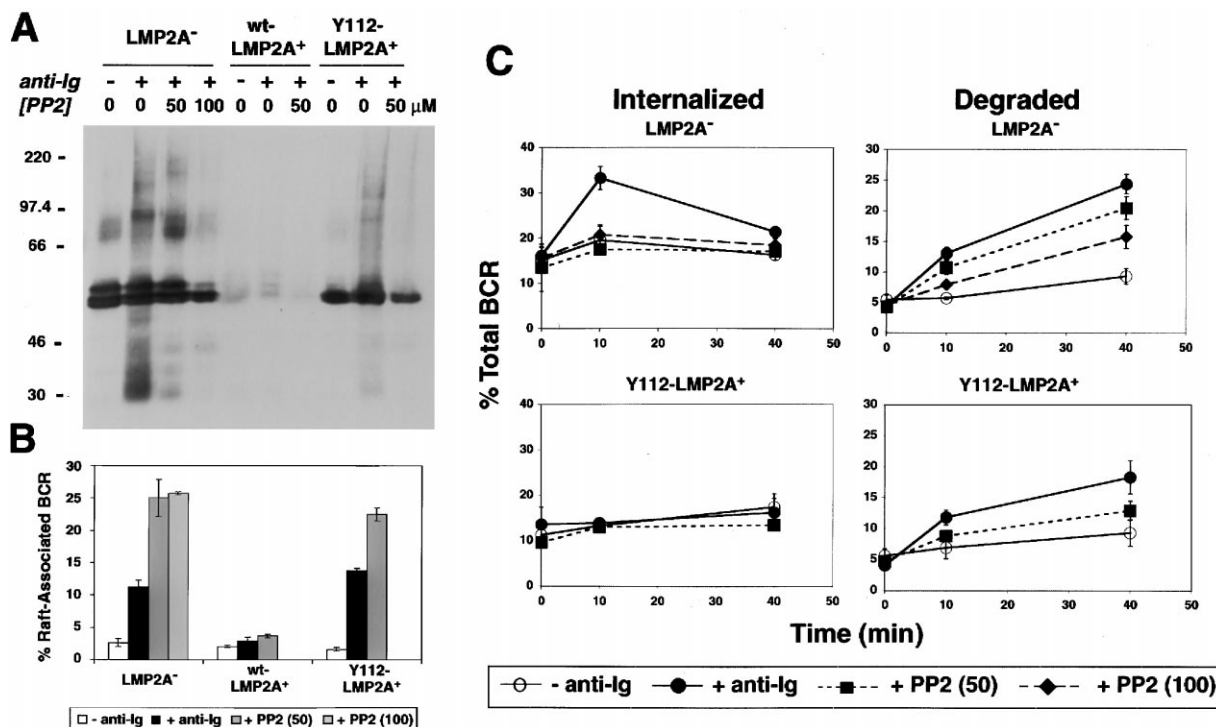 A
LMP2A⁻
wt-
LMP2A⁺
Y112-
LMP2A⁺
anti-Ig - + + + - + + - + +
[PP2] 0 0 50 100 0 0 50 0 0 50 μM
220 -
97.4 -
66 -
46 -
30 -
B
% Raft-Associated BCR
30
25
20
15
10
5
0
LMP2A⁻
wt-
LMP2A⁺
Y112-
LMP2A⁺
- anti-Ig + anti-Ig + PP2 (50) + PP2 (100)
C
% Total BCR
Internalized
LMP2A⁻
40
30
20
10
0
0 10 20 30 40 50
Degraded
LMP2A⁻
30
25
20
15
10
5
0
0 10 20 30 40 50
Y112-LMP2A⁺
40
30
20
10
0
0 10 20 30 40 50
Y112-LMP2A⁺
30
25
20
15
10
5
0
0 10 20 30 40 50
Time (min)
- anti-Ig + anti-Ig + PP2 (50) + PP2 (100)